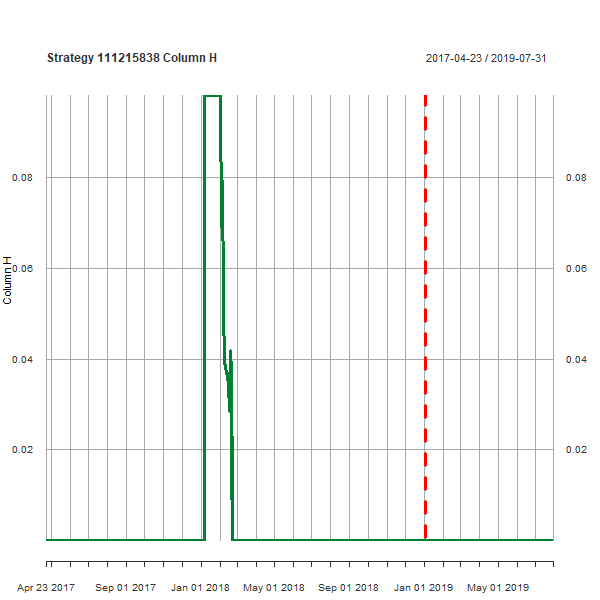 Strategy 111215838 Column H
2017-04-23 / 2019-07-31
Column H
0.08
0.06
0.04
0.02
0.08
0.06
0.04
0.02
Apr 23 2017
Sep 01 2017
Jan 01 2018
May 01 2018
Sep 01 2018
Jan 01 2019
May 01 2019